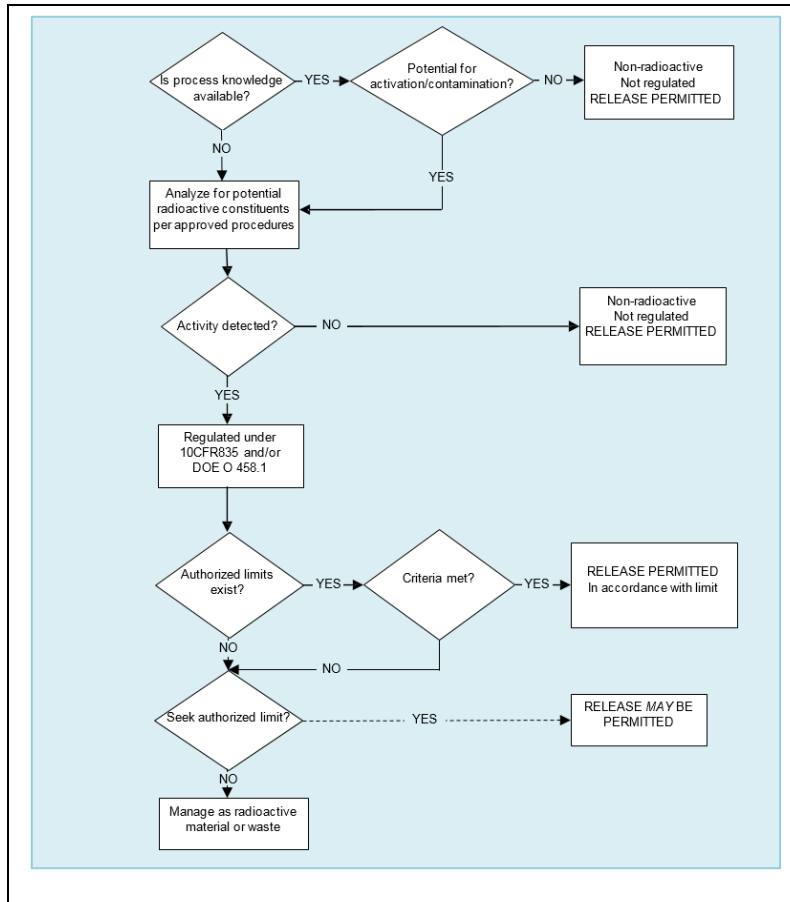 Is process knowledge
available?
YES
Potential for
activation/contamination?
NO
Non-radioactive
Not regulated
RELEASE PERMITTED
NO
YES
Analyze for potential
radioactive constituents
per approved procedures
Activity detected?
NO
Non-radioactive
Not regulated
RELEASE PERMITTED
YES
Regulated under
10CFR835 and/or
DOE O 458.1
Authorized limits
exist?
YES
Criteria met?
YES
RELEASE PERMITTED
In accordance with limit
NO
NO
Seek authorized limit?
YES
RELEASE MAY BE
PERMITTED
NO
Manage as radioactive
material or waste